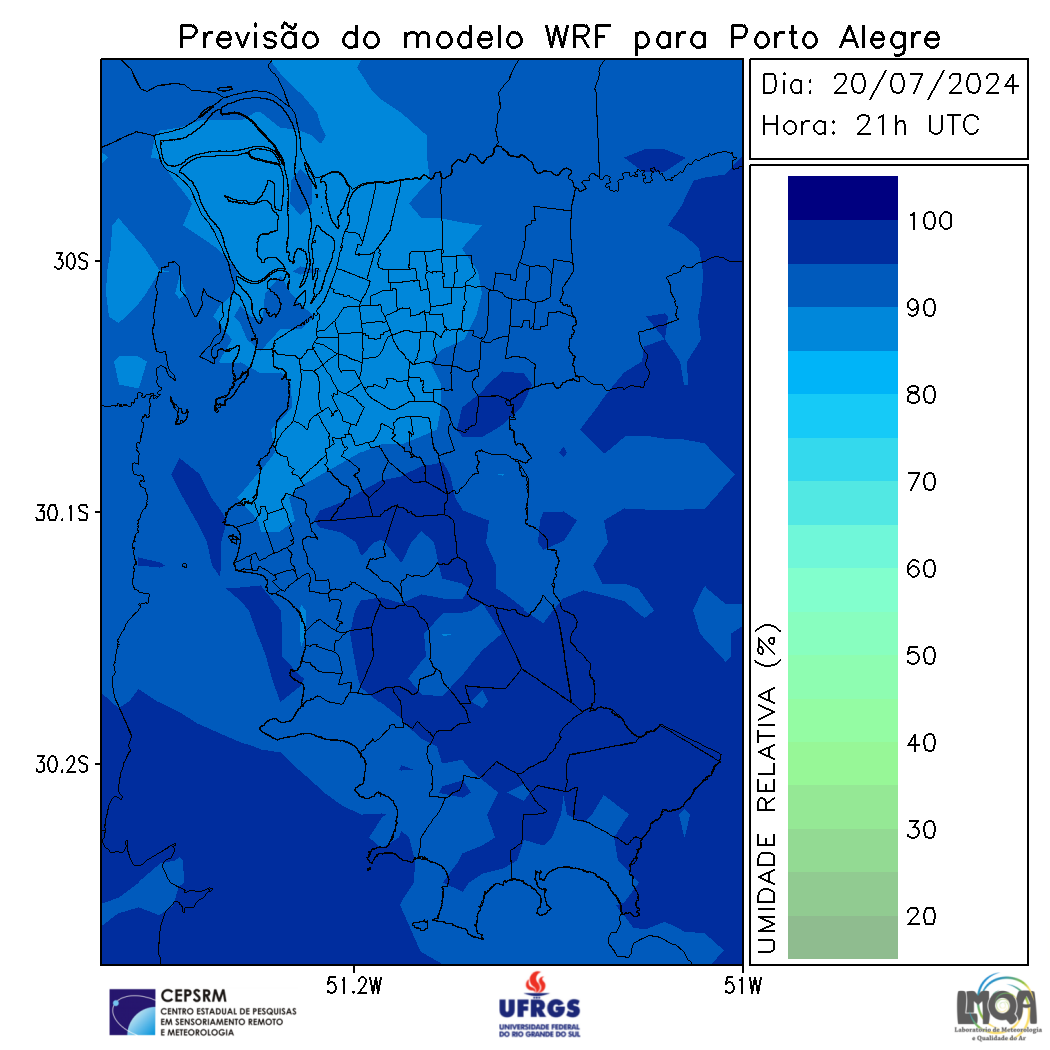 Previsão do modelo WRF para Porto Alegre
Dia: 20/07/2024
Hora: 21h UTC
30S
30.1S
30.2S
51.2W
51W
UMIDADE RELATIVA (%)
100
90
80
70
60
50
40
30
20
CEPSRM
CENTRO ESTADUAL DE PESQUISAS
EM SENSORIAMENTO REMOTO
E METEOROLOGIA
UFRGS
UNIVERSIDADE FEDERAL
DO RIO GRANDE DO SUL
LMQA
Laboratório de Meteorologia
e Qualidade do Ar